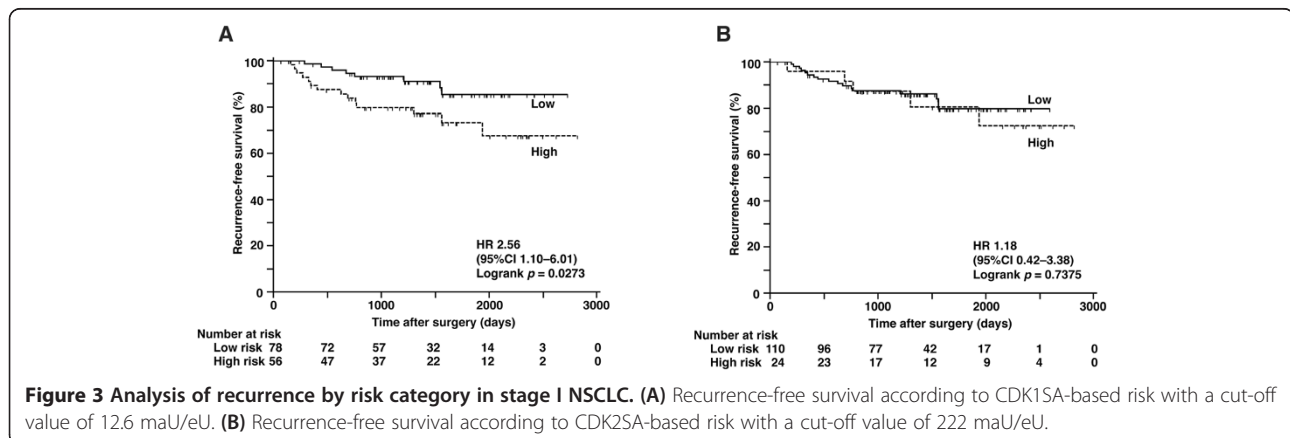 A
100
80
60
40
20
0
Recurrence-free survival (%)
Low
High
HR 2.56
(95%CI 1.10–6.01)
Logrank p = 0.0273
0 1000 2000 3000
Time after surgery (days)
Number at risk
Low risk 78 72 57 32 14 3 0
High risk 56 47 37 22 12 2 0
B
100
80
60
40
20
0
Recurrence-free survival (%)
Low
High
HR 1.18
(95%CI 0.42–3.38)
Logrank p = 0.7375
0 1000 2000 3000
Time after surgery (days)
Number at risk
Low risk 110 96 77 42 17 1 0
High risk 24 23 17 12 9 4 0
Figure 3 Analysis of recurrence by risk category in stage I NSCLC. (A) Recurrence-free survival according to CDK1SA-based risk with a cut-off
value of 12.6 maU/eU. (B) Recurrence-free survival according to CDK2SA-based risk with a cut-off value of 222 maU/eU.